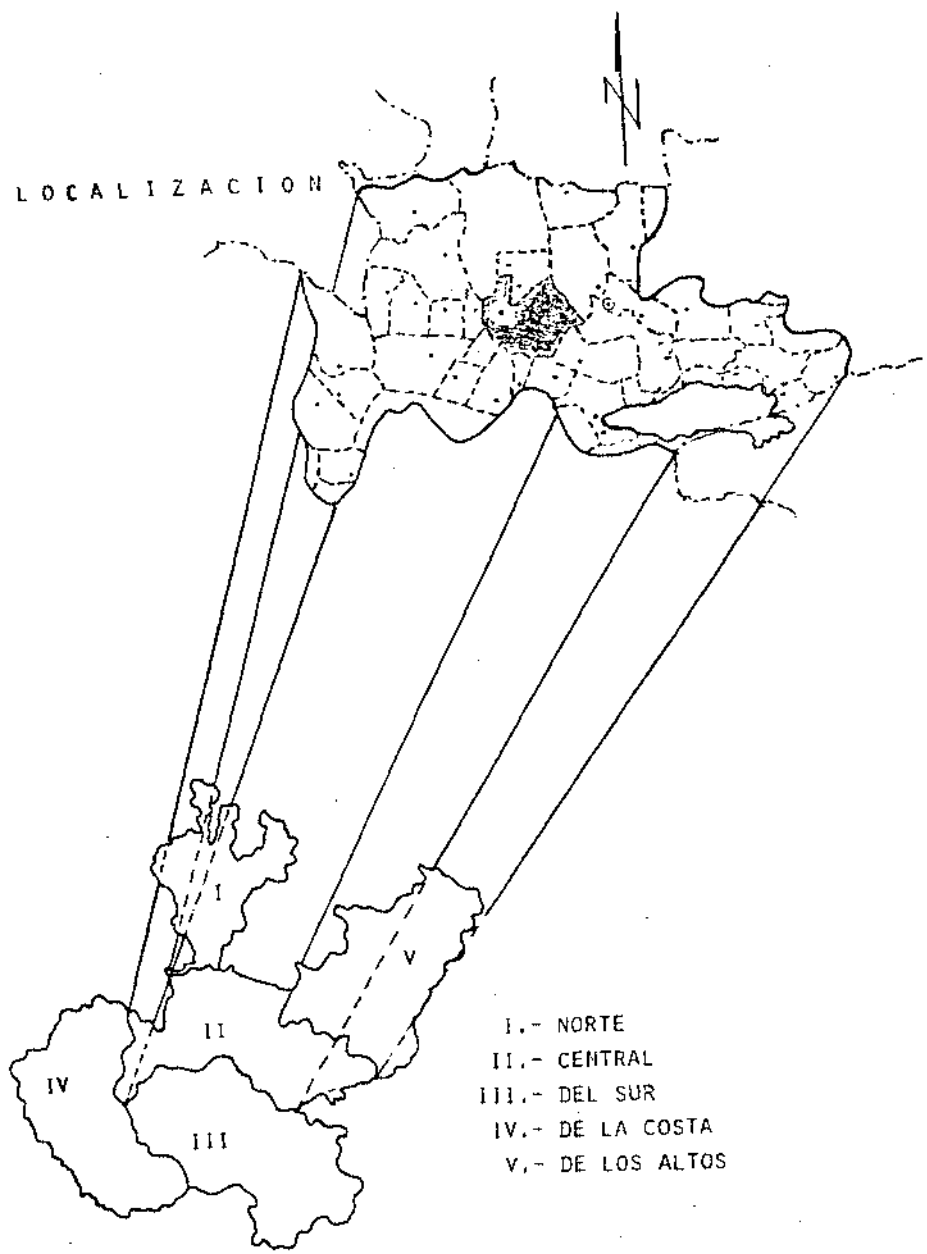 N
LOCALIZACION
I
V
II
IV
III
I.- NORTE
II.- CENTRAL
III.- DEL SUR
IV.- DE LA COSTA
V.- DE LOS ALTOS